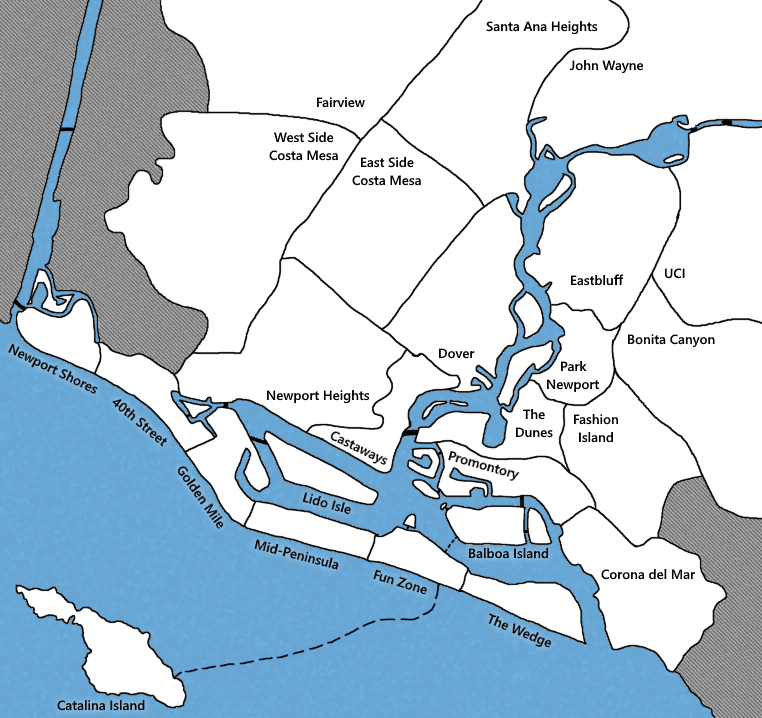 Santa Ana Heights
John Wayne
Fairview
West Side
Costa Mesa
East Side
Costa Mesa
Eastbluff
UCI
Bonita Canyon
Newport Shores
Dover
Park
Newport
Newport Heights
40th Street
The
Dunes
Fashion
Island
Castaways
Promontory
Golden Mile
Lido Isle
Mid-Peninsula
Balboa Island
Fun Zone
Corona del Mar
The Wedge
Catalina Island